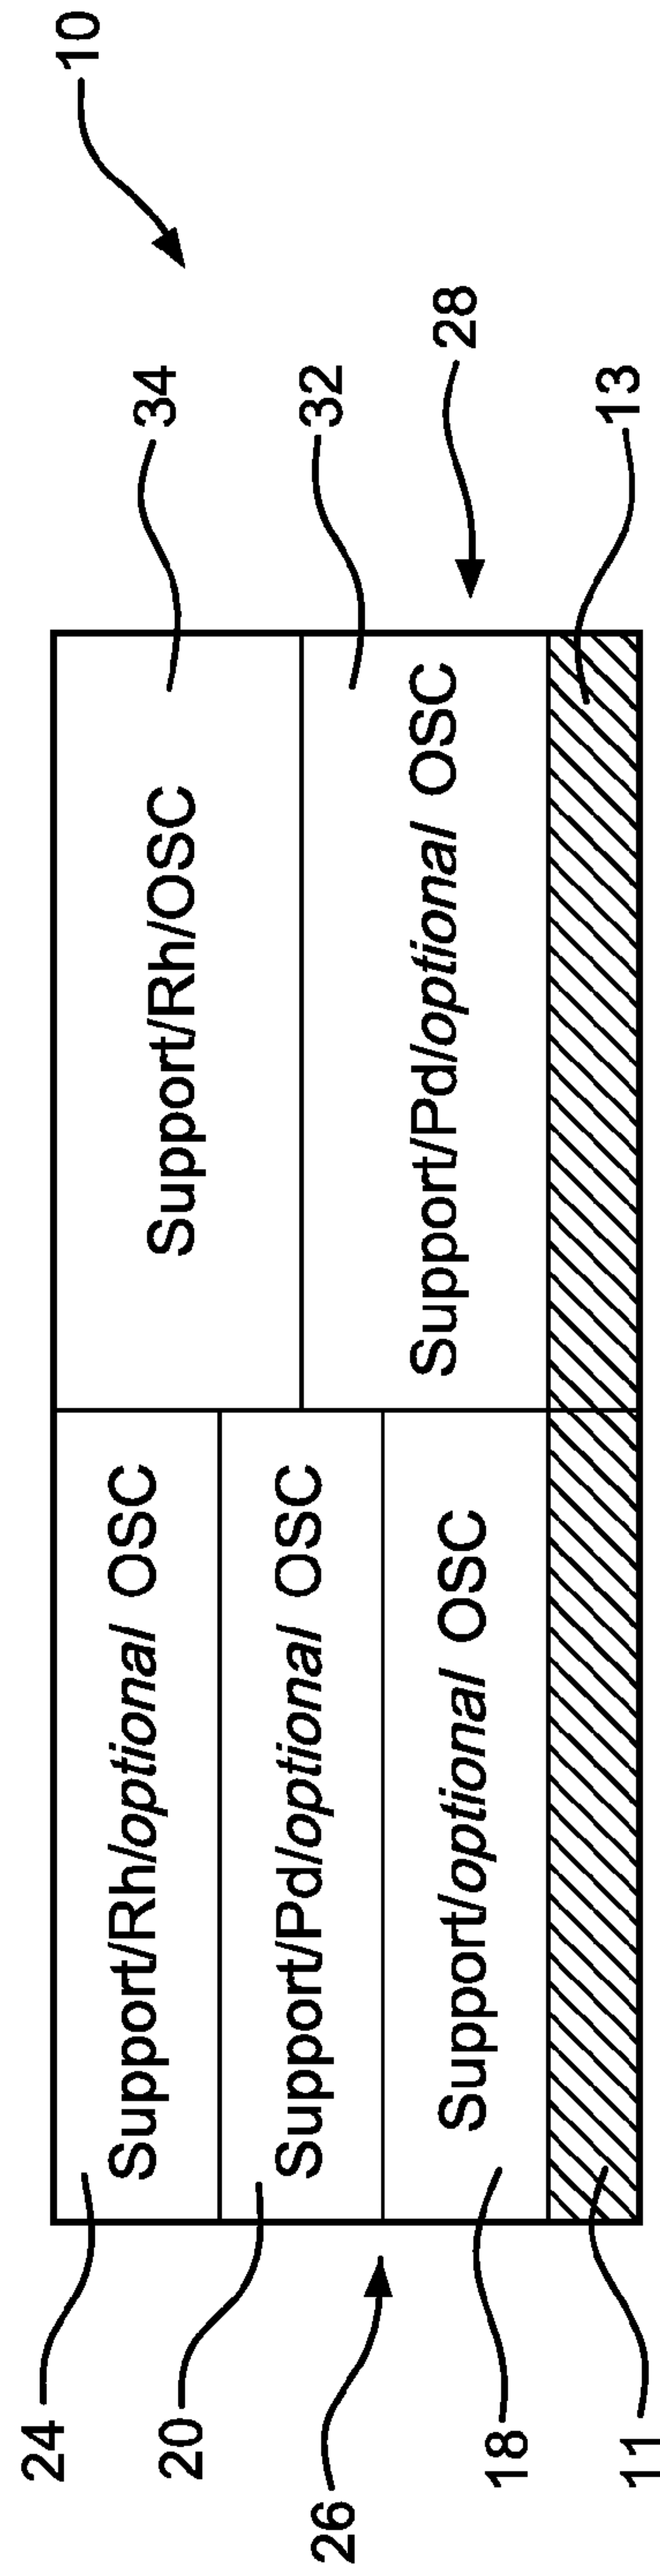 10
34
32
28
13
Support/Rh/OSC
Support/Pd/optional OSC
Support/Rh/optional OSC
Support/Pd/optional OSC
Support/optional OSC
24
20
26
18
11